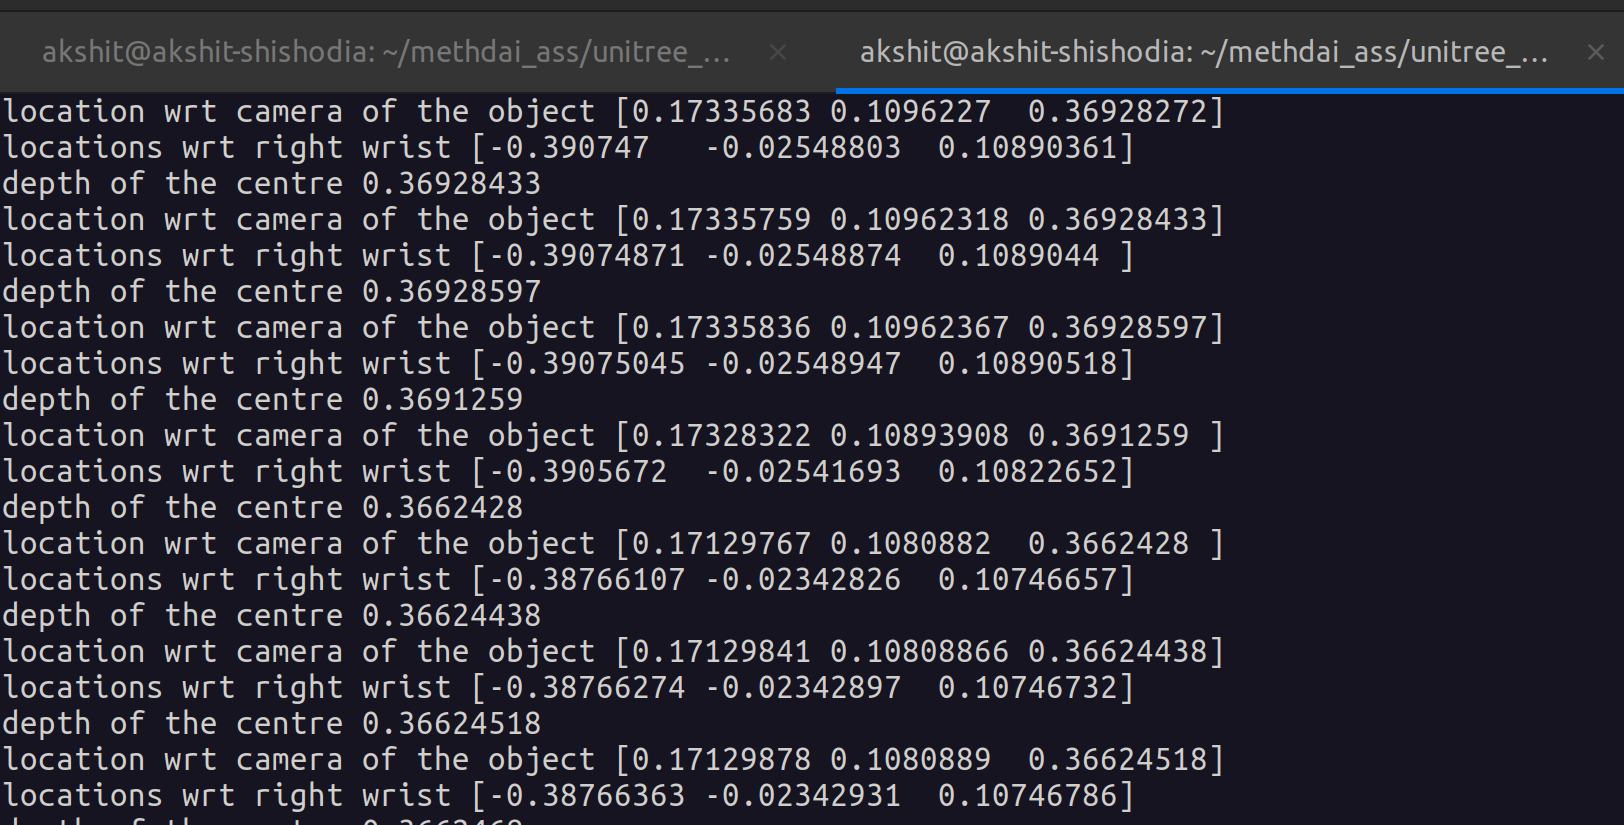 akshit@akshit-shishodia: ~/methdai_ass/unitree_... × akshit@akshit-shishodia: ~/methdai_ass/unitree_... ×
location wrt camera of the object [0.17335683 0.1096227  0.36928272]
locations wrt right wrist [-0.390747   -0.02548803  0.10890361]
depth of the centre 0.36928433
location wrt camera of the object [0.17335759 0.10962318 0.36928433]
locations wrt right wrist [-0.39074871 -0.02548874  0.1089044 ]
depth of the centre 0.36928597
location wrt camera of the object [0.17335836 0.10962367 0.36928597]
locations wrt right wrist [-0.39075045 -0.02548947  0.10890518]
depth of the centre 0.3691259
location wrt camera of the object [0.17328322 0.10893908 0.3691259 ]
locations wrt right wrist [-0.3905672  -0.02541693  0.10822652]
depth of the centre 0.3662428
location wrt camera of the object [0.17129767 0.1080882  0.3662428 ]
locations wrt right wrist [-0.38766107 -0.02342826  0.10746657]
depth of the centre 0.36624438
location wrt camera of the object [0.17129841 0.10808866 0.36624438]
locations wrt right wrist [-0.38766274 -0.02342897  0.10746732]
depth of the centre 0.36624518
location wrt camera of the object [0.17129878 0.1080889  0.36624518]
locations wrt right wrist [-0.38766363 -0.02342931  0.10746786]
depth of the centre